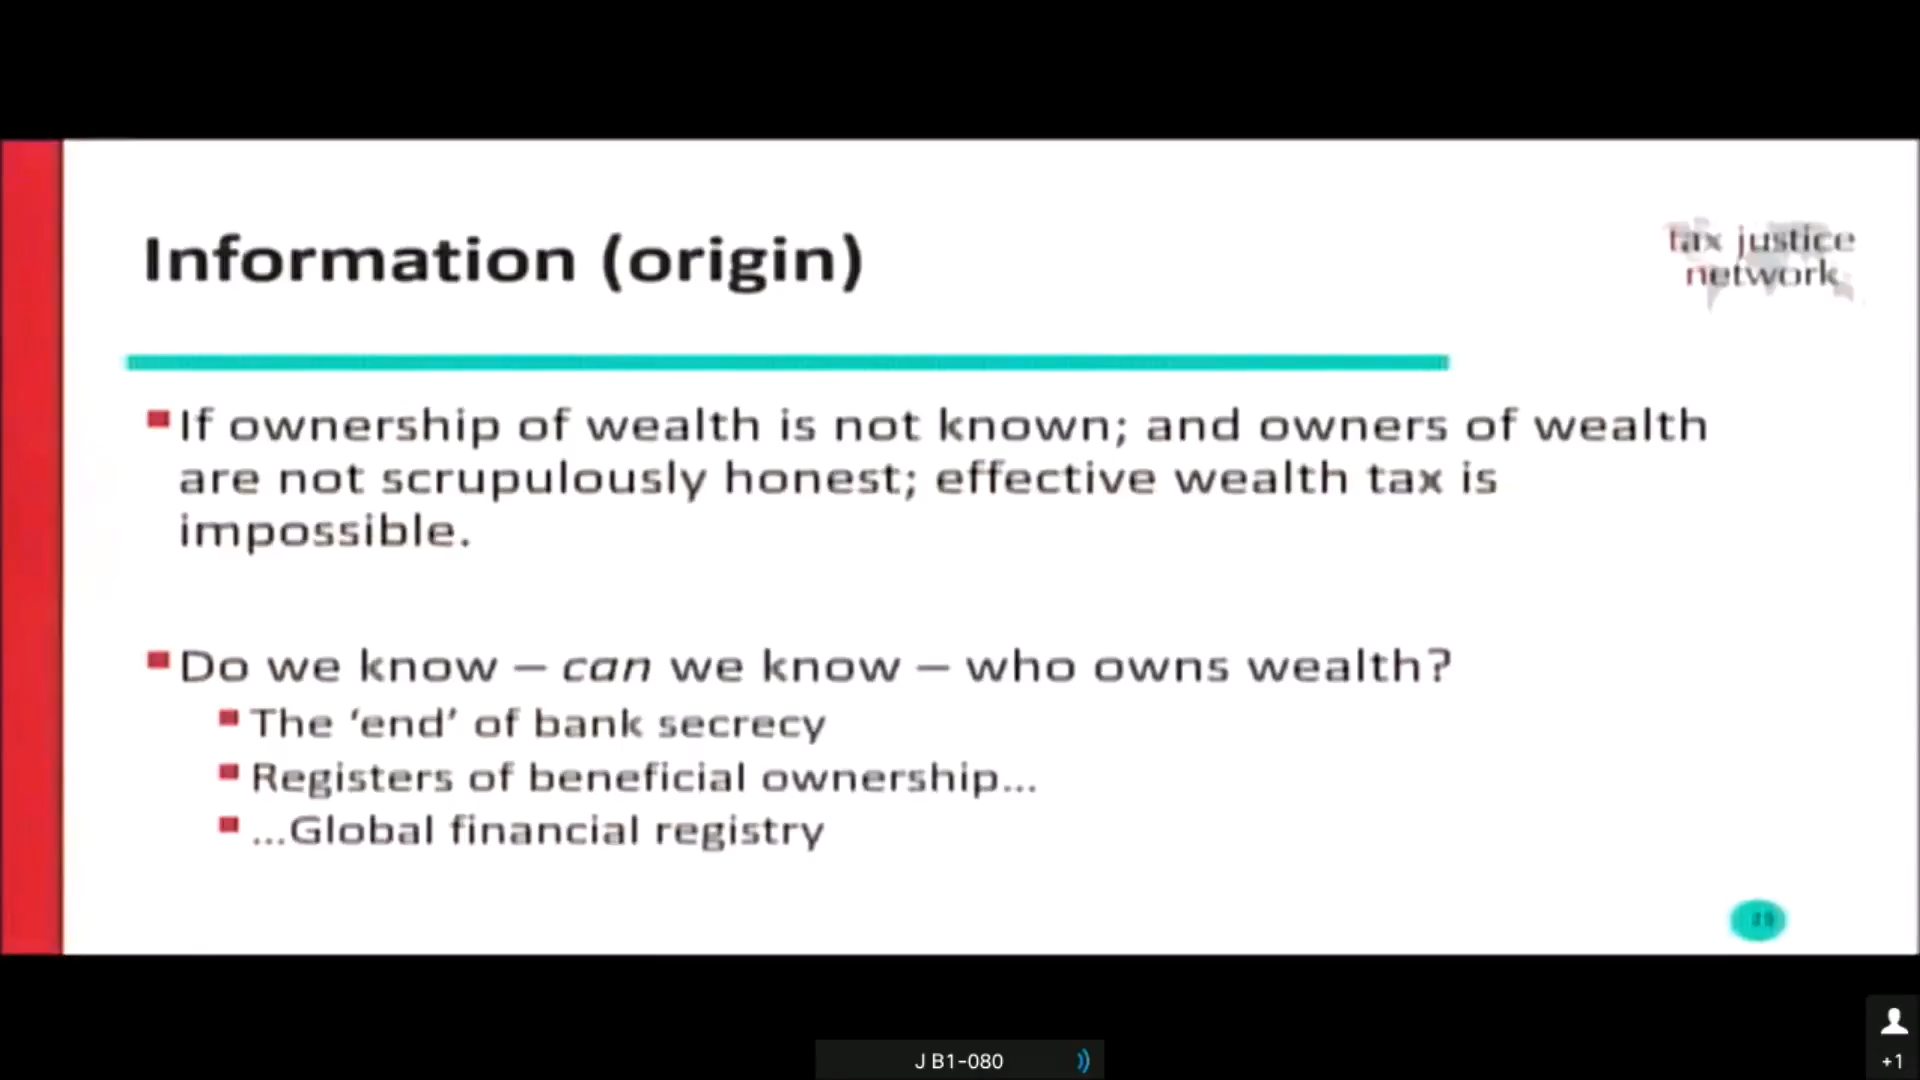 Information (origin)
tax justice
network
If ownership of wealth is not known; and owners of wealth
are not scrupulously honest; effective wealth tax is
impossible.
Do we know – can we know – who owns wealth?
The ‘end’ of bank secrecy
Registers of beneficial ownership...
...Global financial registry
J B1-080
+1